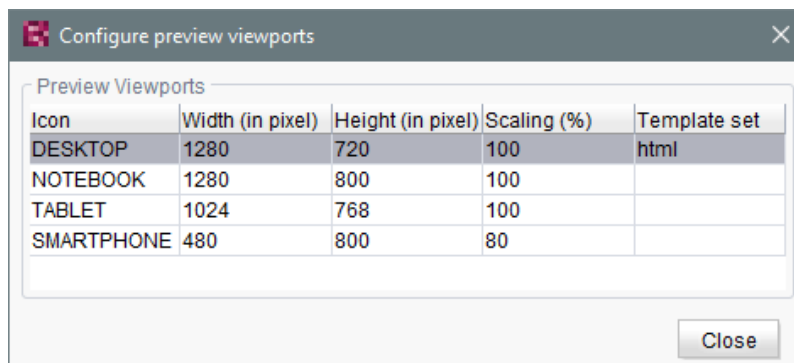 Configure preview viewports
Preview Viewports
Icon Width (in pixel) Height (in pixel) Scaling (%) Template set
DESKTOP 1280 720 100 html
NOTEBOOK 1280 800 100
TABLET 1024 768 100
SMARTPHONE 480 800 80
Close